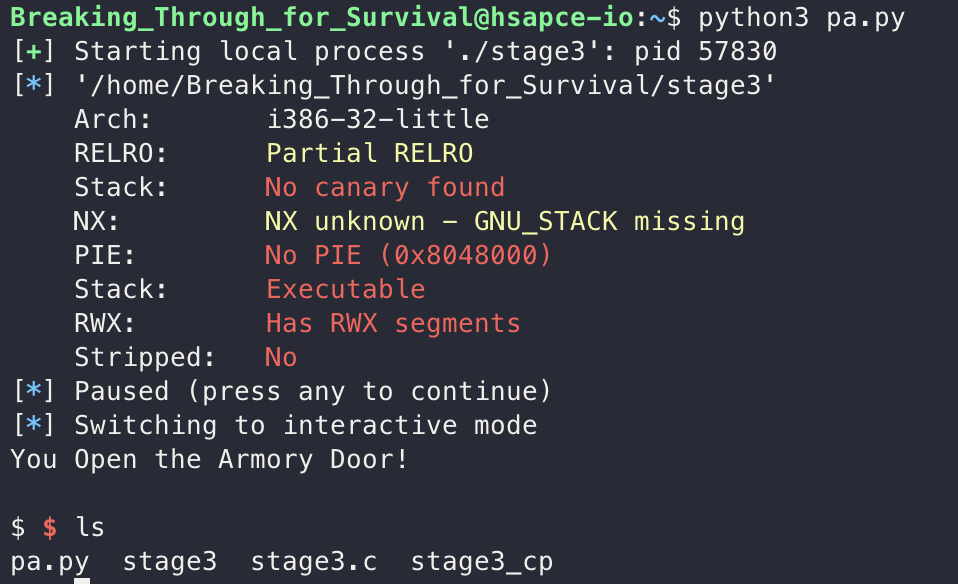 Breaking_Through_for_Survival@hsapce-io:~$ python3 pa.py
[+] Starting local process './stage3': pid 57830
[*] '/home/Breaking_Through_for_Survival/stage3'
    Arch:       i386-32-little
    RELRO:      Partial RELRO
    Stack:      No canary found
    NX:         NX unknown - GNU_STACK missing
    PIE:        No PIE (0x8048000)
    Stack:      Executable
    RWX:        Has RWX segments
    Stripped:   No
[*] Paused (press any to continue)
[*] Switching to interactive mode
You Open the Armory Door!
$ $ ls
pa.py  stage3  stage3.c  stage3_cp